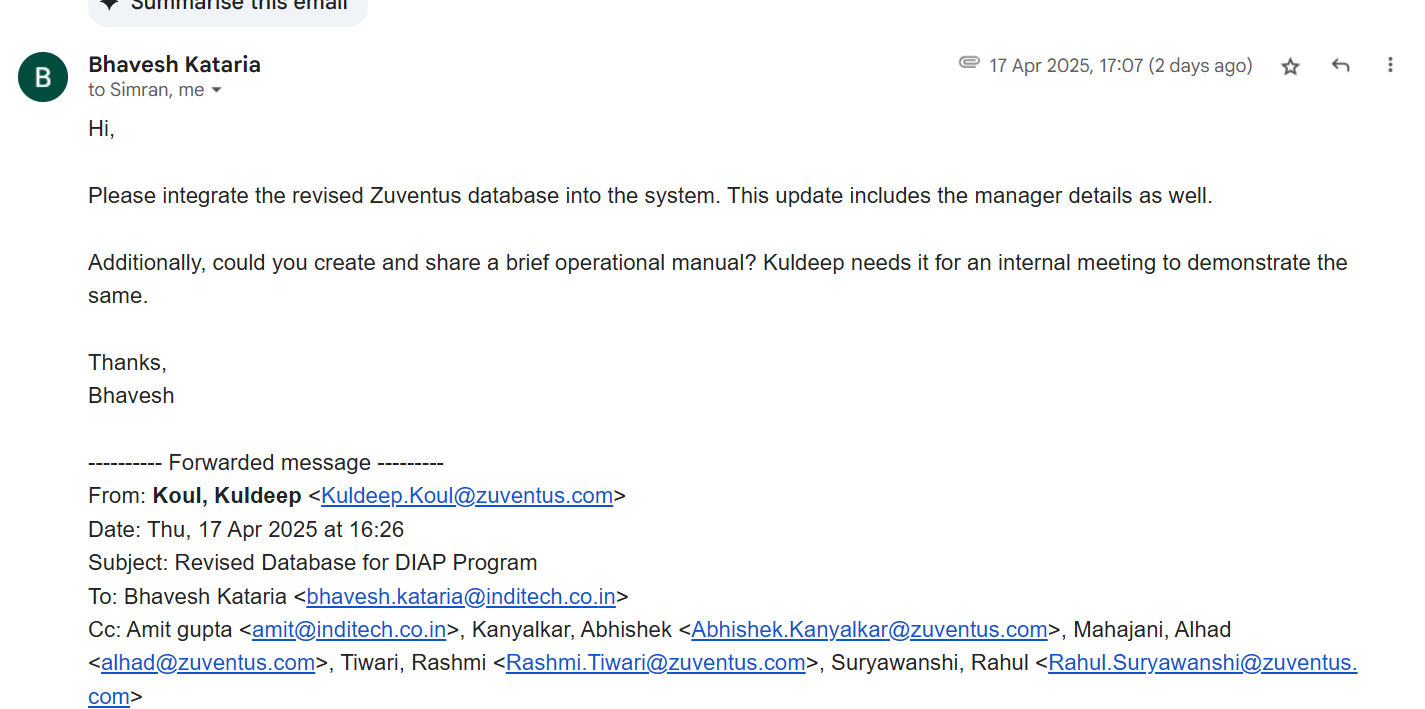 Summarise this email
B
Bhavesh Kataria
17 Apr 2025, 17:07 (2 days ago)
to Simran, me
Hi,
Please integrate the revised Zuventus database into the system. This update includes the manager details as well.
Additionally, could you create and share a brief operational manual? Kuldeep needs it for an internal meeting to demonstrate the
same.
Thanks,
Bhavesh
---------- Forwarded message ---------
From: Koul, Kuldeep <Kuldeep.Koul@zuventus.com>
Date: Thu, 17 Apr 2025 at 16:26
Subject: Revised Database for DIAP Program
To: Bhavesh Kataria <bhavesh.kataria@inditech.co.in>
Cc: Amit gupta <amit@inditech.co.in>, Kanyalkar, Abhishek <Abhishek.Kanyalkar@zuventus.com>, Mahajani, Alhad
<alhad@zuventus.com>, Tiwari, Rashmi <Rashmi.Tiwari@zuventus.com>, Suryawanshi, Rahul <Rahul.Suryawanshi@zuventus.
com>